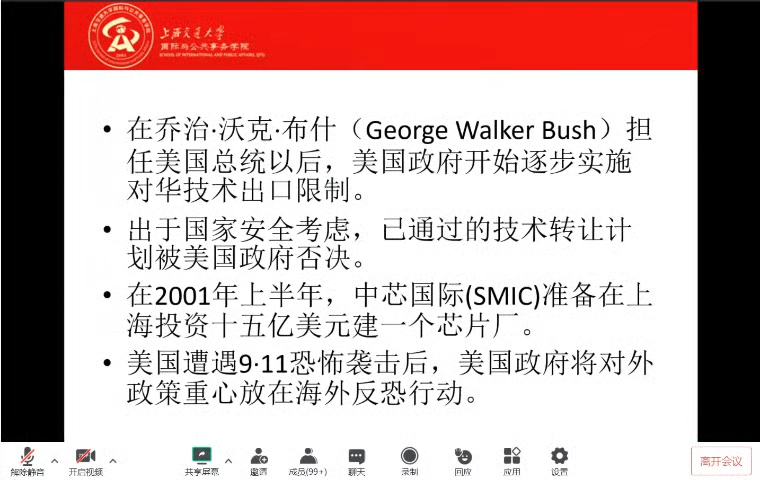 上海交通大学
国际与公共事务学院
SCHOOL OF INTERNATIONAL AND PUBLIC AFFAIRS, SJTU
• 在乔治·沃克·布什（George Walker Bush）担
任美国总统以后，美国政府开始逐步实施
对华技术出口限制。
• 出于国家安全考虑，已通过的技术转让计
划被美国政府否决。
• 在2001年上半年，中芯国际(SMIC)准备在上
海投资十五亿美元建一个芯片厂。
• 美国遭遇9·11恐怖袭击后，美国政府将对外
政策重心放在海外反恐行动。
解除静音 开启视频 共享屏幕 邀请 成员(99+) 聊天 录制 回应 应用 设置 离开会议